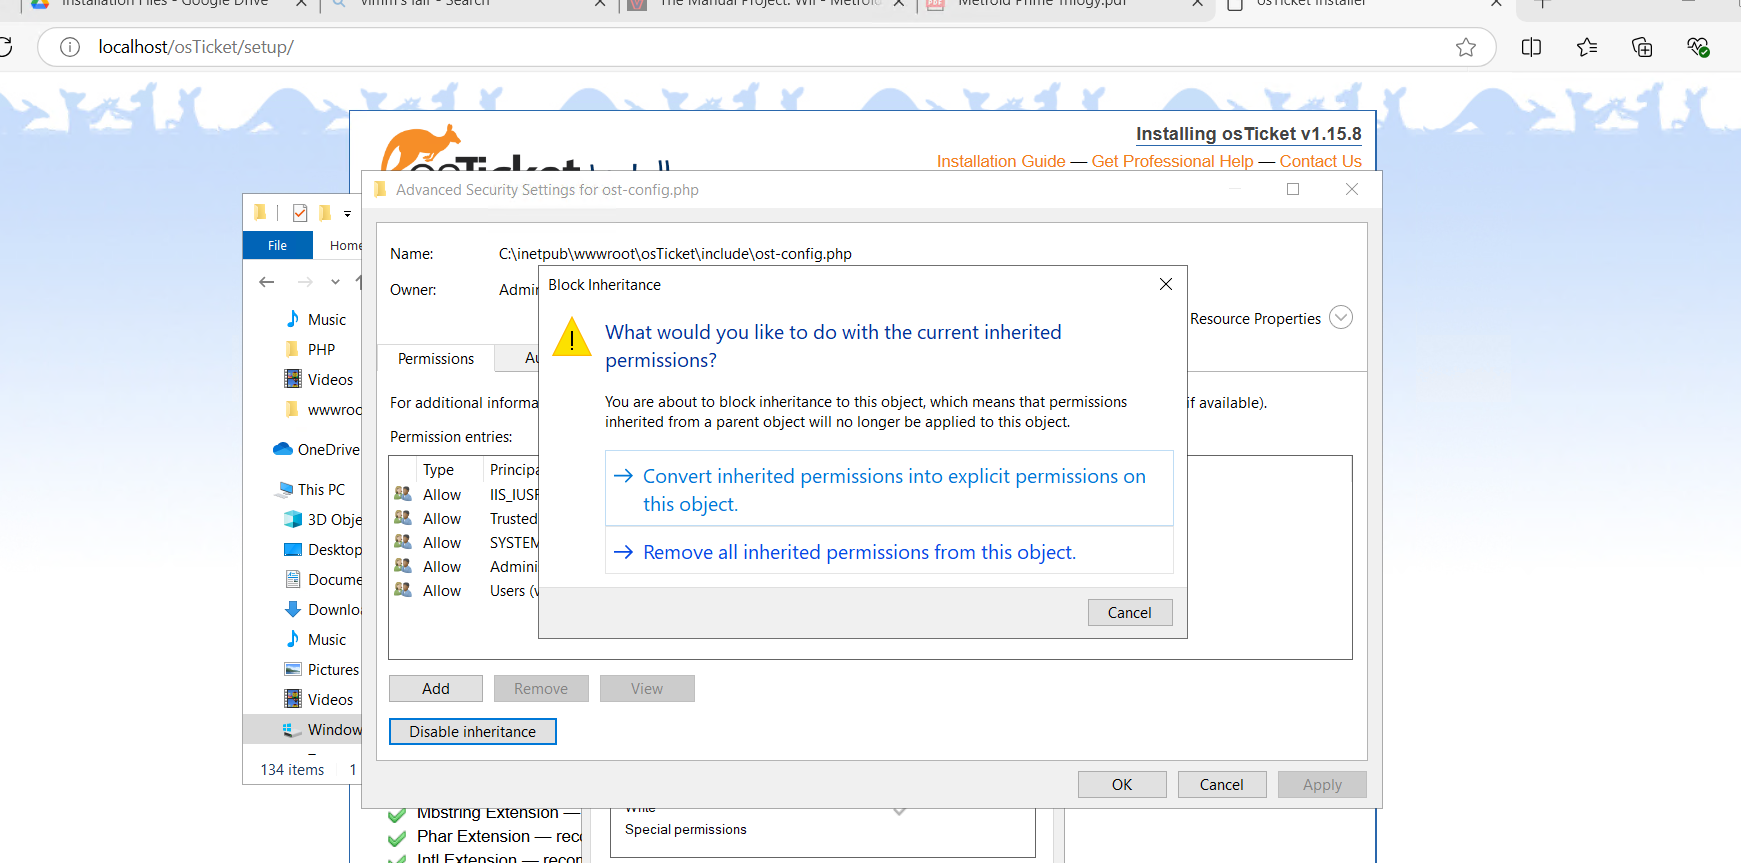 Installation Files - Google Drive
vimm's lair - Search
The Manual Project: Wii - Metroid
Metroid Prime Trilogy.pdf
osTicket Installer
localhost/osTicket/setup/
Installing osTicket v1.15.8
Installation Guide — Get Professional Help — Contact Us
osTicket
Advanced Security Settings for ost-config.php
File
Home
Name:
C:\inetpub\wwwroot\osTicket\include\ost-config.php
Owner:
Admin
Block Inheritance
What would you like to do with the current inherited
permissions?
Resource Properties
Permissions
Au
You are about to block inheritance to this object, which means that permissions
inherited from a parent object will no longer be applied to this object.
For additional informa
if available).
Permission entries:
Type
Principa
Allow
IIS_IUSR
Allow
Trusted
Allow
SYSTEM
Allow
Admini
Allow
Users (
Convert inherited permissions into explicit permissions on
this object.
Remove all inherited permissions from this object.
Cancel
Music
PHP
Videos
wwwroo
OneDrive
This PC
3D Obje
Desktop
Docume
Downlo
Music
Pictures
Videos
Window
134 items
1
Add
Remove
View
Disable inheritance
OK
Cancel
Apply
Mbstring Extension —
Phar Extension — reco
Intl Extension — recon
Write
Special permissions